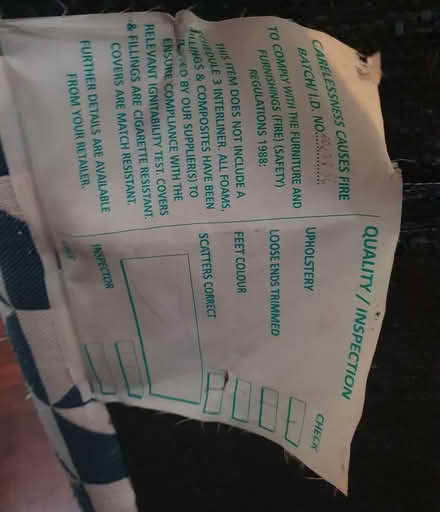 CARELESSNESS CAUSES FIRE
BATCH/I.D. NO.
TO COMPLY WITH THE FURNITURE AND
FURNISHINGS (FIRE) (SAFETY)
REGULATIONS 1988:
THIS ITEM DOES NOT INCLUDE A
SCHEDULE 3 INTERLINER. ALL FOAMS,
FILLINGS & COMPOSITES HAVE BEEN
BY OUR SUPPLIER(S) TO
ENSURE COMPLIANCE WITH THE
RELEVANT IGNITABILITY TEST. COVERS
& FILLINGS ARE CIGARETTE RESISTANT.
COVERS ARE MATCH RESISTANT.
FURTHER DETAILS ARE AVAILABLE
FROM YOUR RETAILER.
QUALITY / INSPECTION
CHECK
UPHOLSTERY
LOOSE ENDS TRIMMED
FEET COLOUR
SCATTERS CORRECT
INSPECTOR